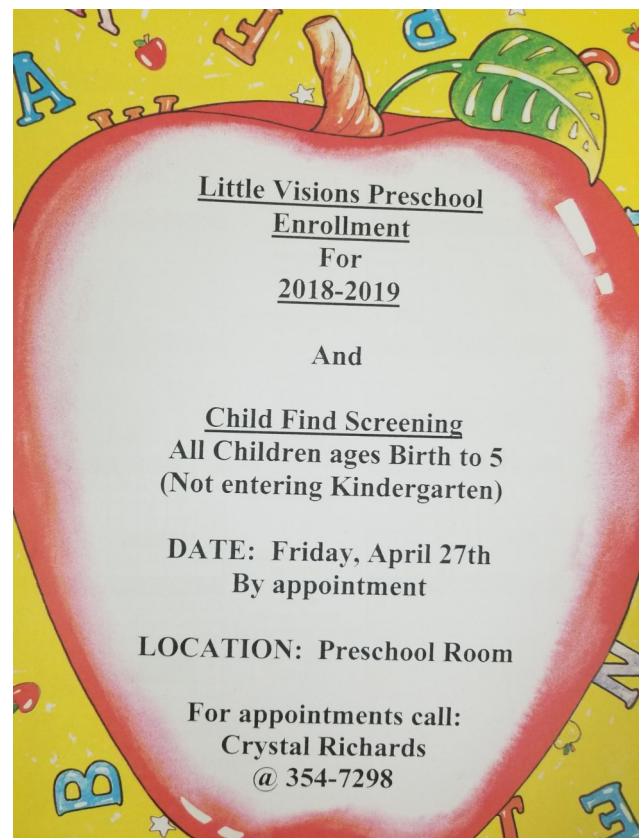 Little Visions Preschool
Enrollment
For
2018-2019
And
Child Find Screening
All Children ages Birth to 5
(Not entering Kindergarten)
DATE: Friday, April 27th
By appointment
LOCATION: Preschool Room
For appointments call:
Crystal Richards
@ 354-7298